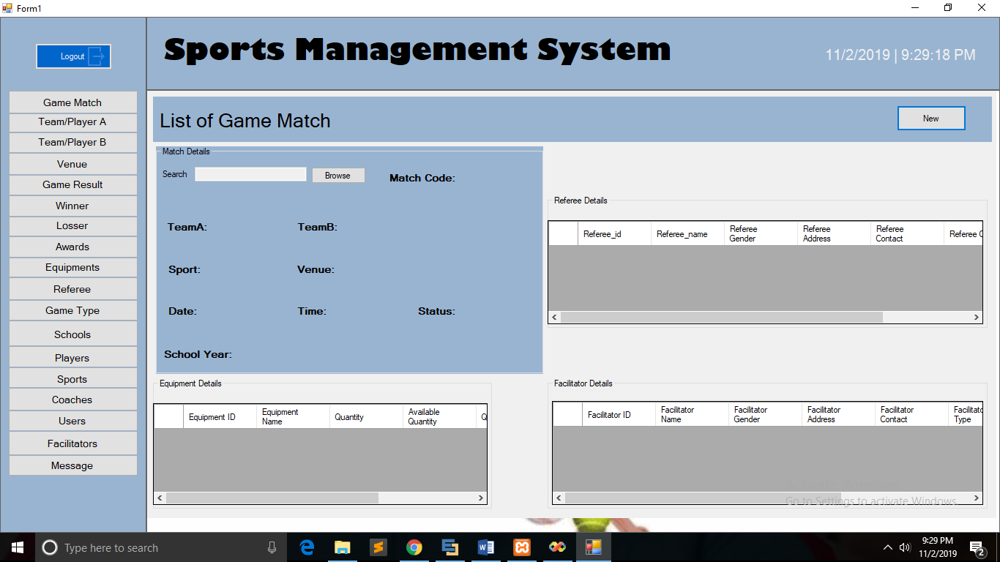 Form1
Logout
Sports Management System
11/2/2019 | 9:29:18 PM
Game Match
Team/Player A
Team/Player B
Venue
Game Result
Winner
Losser
Awards
Equipments
Referee
Game Type
Schools
Players
Sports
Coaches
Users
Facilitators
Message
List of Game Match
New
Match Details
Search
Browse
Match Code:
TeamA:
TeamB:
Sport:
Venue:
Date:
Time:
Status:
School Year:
Referee Details
Referee_id
Referee_name
Referee
Gender
Referee
Address
Referee
Contact
Referee
Equipment Details
Equipment ID
Equipment
Name
Quantity
Available
Quantity
Facilitator Details
Facilitator ID
Facilitator
Name
Facilitator
Gender
Facilitator
Address
Facilitator
Contact
Type
Go to Settings to activate Windows.
Type here to search
9:29 PM
11/2/2019
2